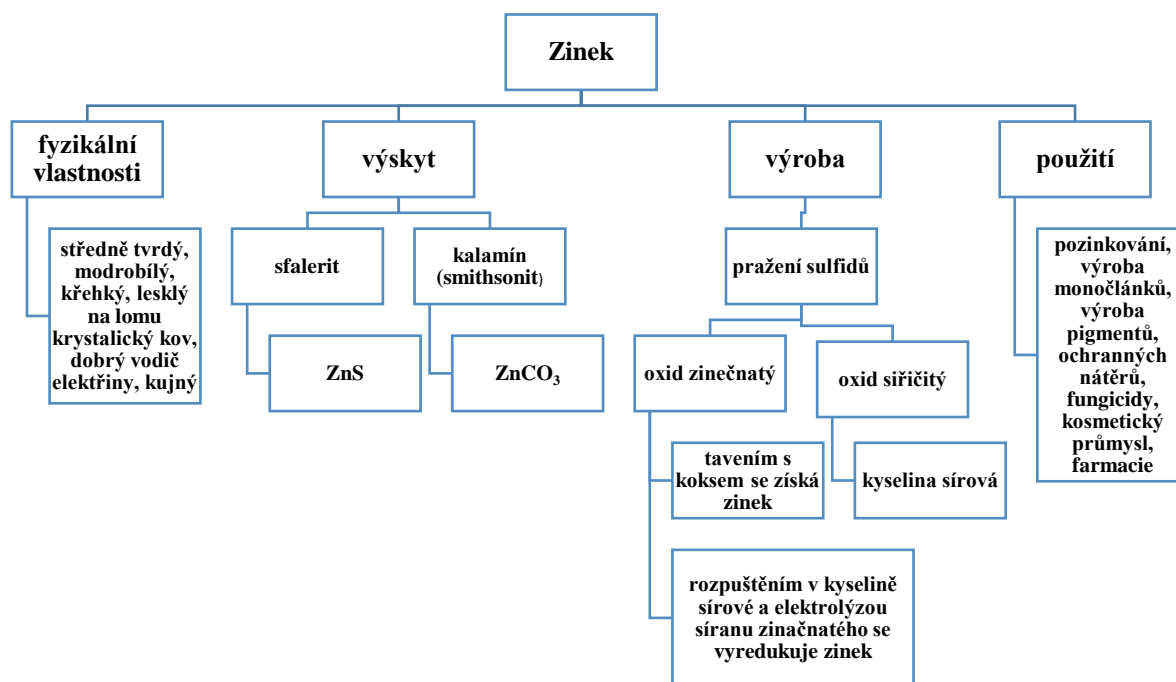 Zinek
fyzikální
vlastnosti
středně tvrdý,
modrobílý,
křehký, lesklý
na lomu
krystalický kov,
dobrý vodič
elektřiny, kujný
výskyt
sfalerit
ZnS
kalamín
(smithsonit)
ZnCO₃
výroba
pražení sulfidů
oxid zinečnatý
tavením s
koksem se získá
zinek
rozpuštěním v kyselině
sírové a elektrolýzou
síranu zinačnatého se
vyredukuje zinek
oxid siřičitý
kyselina sírová
použití
pozinkování,
výroba
monočlánků,
výroba
pigmentů,
ochranných
nátěrů,
fungicidy,
kosmetický
průmysl,
farmacie